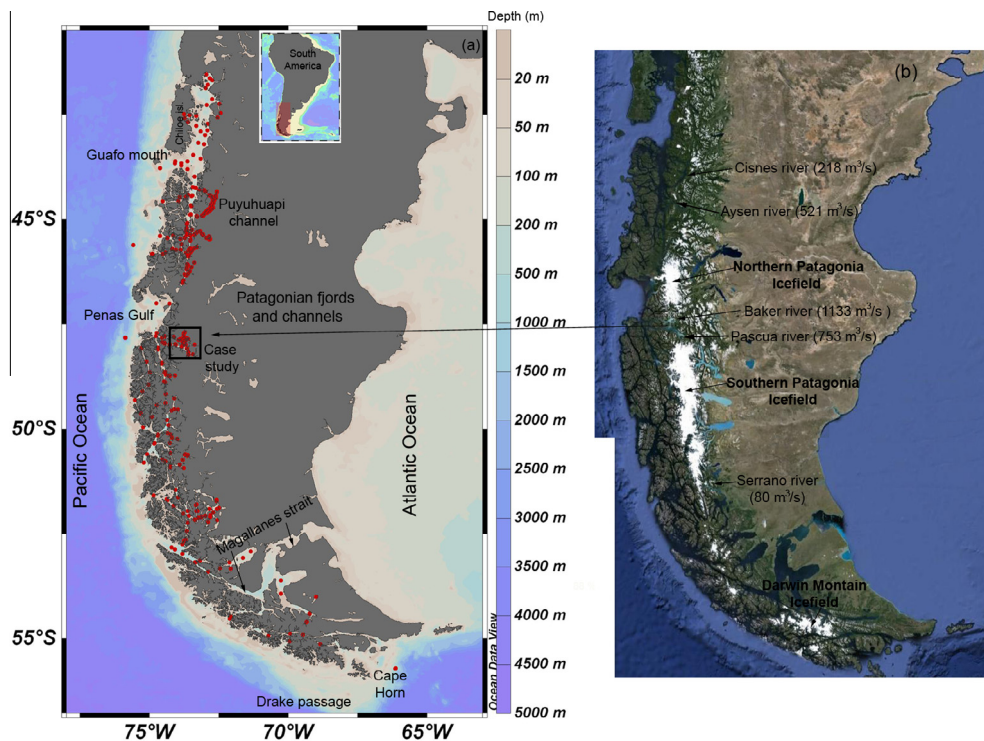 Depth (m)
(a)
South
America
20 m
50 m
100 m
200 m
500 m
1000 m
1500 m
2000 m
2500 m
3000 m
3500 m
4000 m
4500 m
5000 m
Ocean Data View
45°S
50°S
55°S
75°W
70°W
65°W
Chiloe isl.
Guafo mouth
Puyuhuapi
channel
Patagonian fjords
and channels
Penas Gulf
Case
study
Pacific Ocean
Atlantic Ocean
Magallanes strait
Cape
Horn
Drake passage
(b)
Cisnes river (218 m³/s)
Aysen river (521 m³/s)
Northern Patagonia
Icefield
Baker river (1133 m³/s)
Pascua river (753 m³/s)
Southern Patagonia
Icefield
Serrano river
(80 m³/s)
Darwin Montain
Icefield